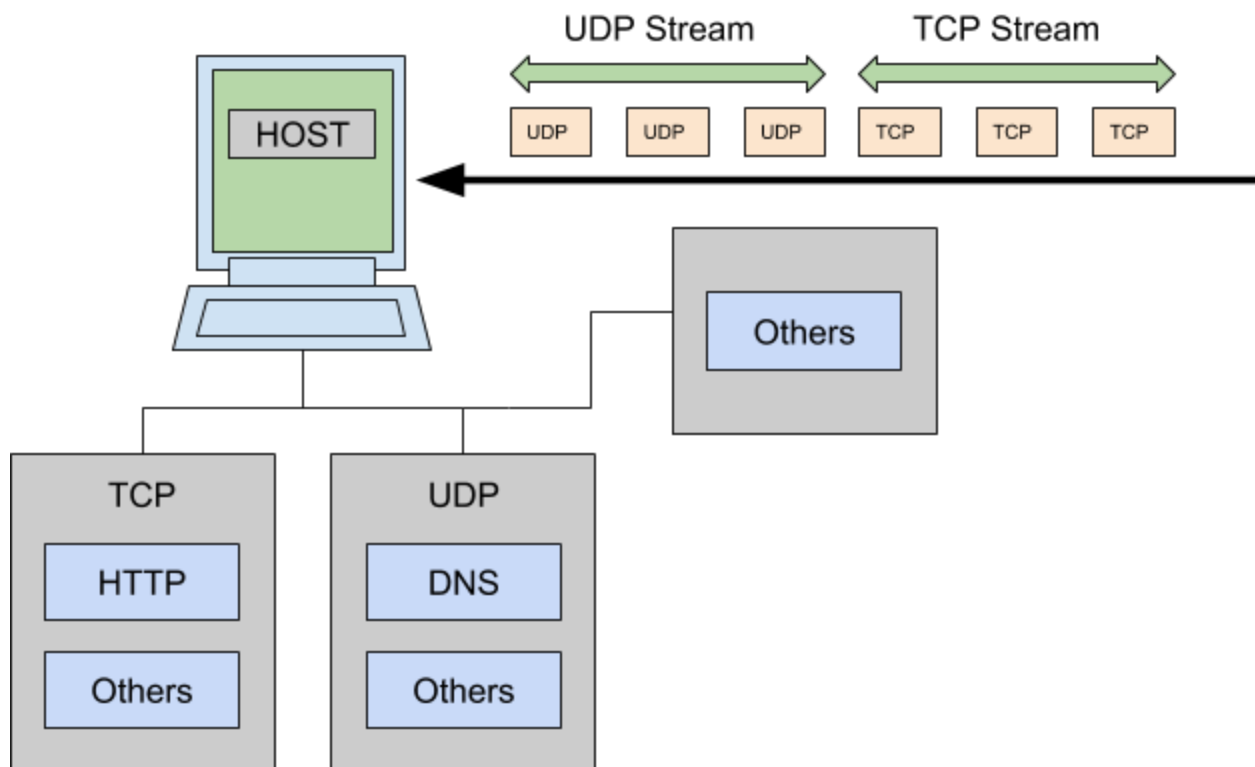 UDP Stream
TCP Stream
HOST
UDP
UDP
UDP
TCP
TCP
TCP
Others
TCP
HTTP
Others
UDP
DNS
Others